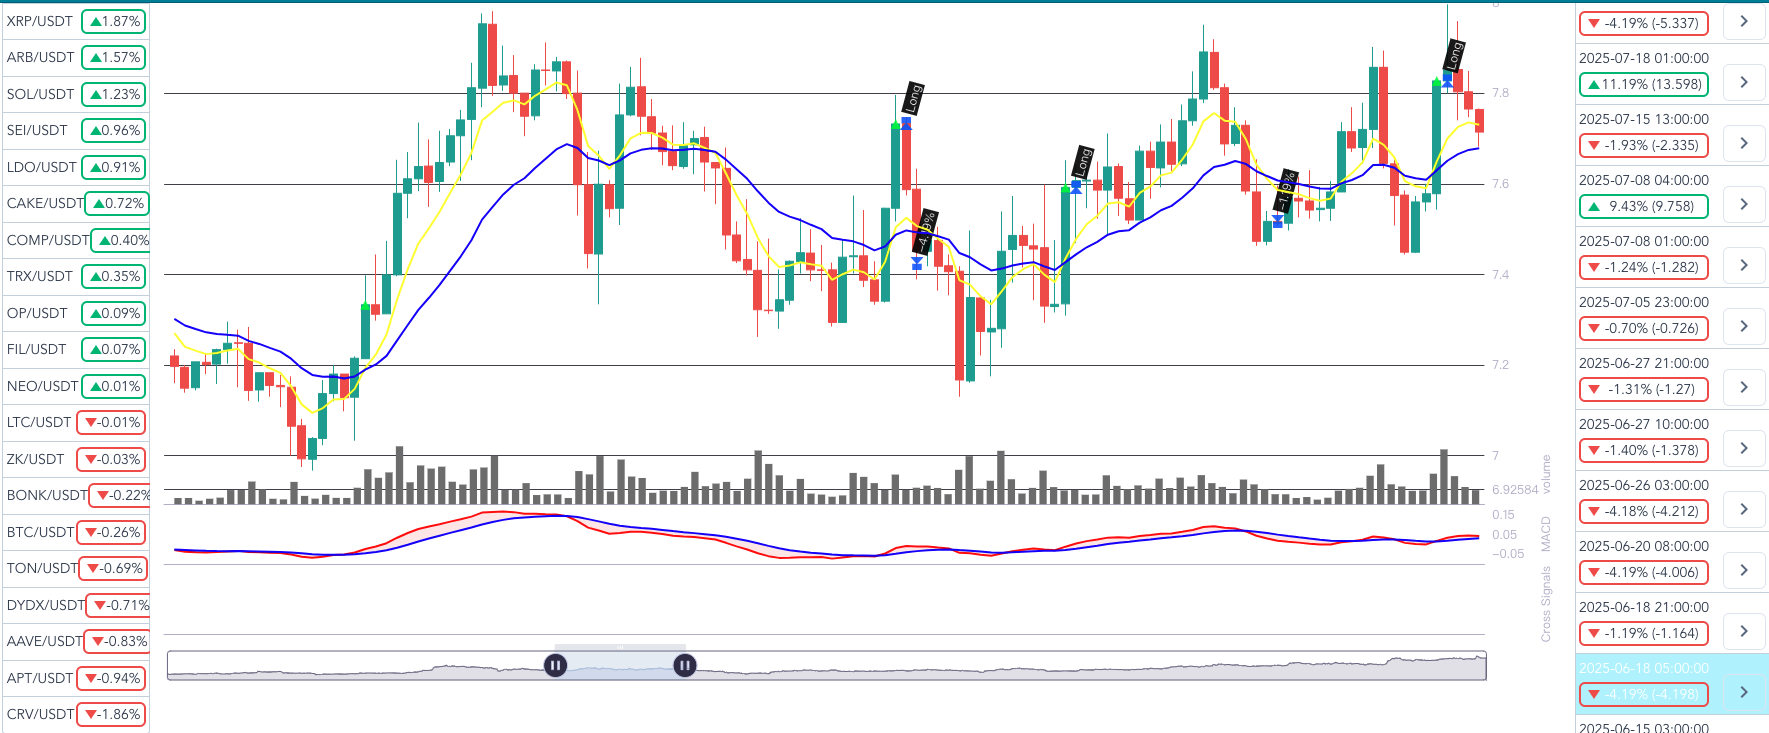 XRP/USDT ▲1.87%
ARB/USDT ▲1.57%
SOL/USDT ▲1.23%
SEI/USDT ▲0.96%
LDO/USDT ▲0.91%
CAKE/USDT ▲0.72%
COMP/USDT ▲0.40%
TRX/USDT ▲0.35%
OP/USDT ▲0.09%
FIL/USDT ▲0.07%
NEO/USDT ▲0.01%
LTC/USDT ▼-0.01%
ZK/USDT ▼-0.03%
BONK/USDT ▼-0.22%
BTC/USDT ▼-0.26%
TON/USDT ▼-0.69%
DYDX/USDT ▼-0.71%
AAVE/USDT ▼-0.83%
APT/USDT ▼-0.94%
CRV/USDT ▼-1.86%
Long
Long
Long
7.8
7.6
7.4
7.2
7
6.92584
volume
0.15
0.05
−0.05
MACD
Cross Signals
▼ -4.19% (-5.337)
2025-07-18 01:00:00
▲11.19% (13.598)
2025-07-15 13:00:00
▼ -1.93% (-2.335)
2025-07-08 04:00:00
▲ 9.43% (9.758)
2025-07-08 01:00:00
▼ -1.24% (-1.282)
2025-07-05 23:00:00
▼ -0.70% (-0.726)
2025-06-27 21:00:00
▼ -1.31% (-1.27)
2025-06-27 10:00:00
▼ -1.40% (-1.378)
2025-06-26 03:00:00
▼ -4.18% (-4.212)
2025-06-20 08:00:00
▼ -4.19% (-4.006)
2025-06-18 21:00:00
▼ -1.19% (-1.164)
2025-06-18 05:00:00
▼ -4.19% (-4.198)
2025-06-15 03:00:00